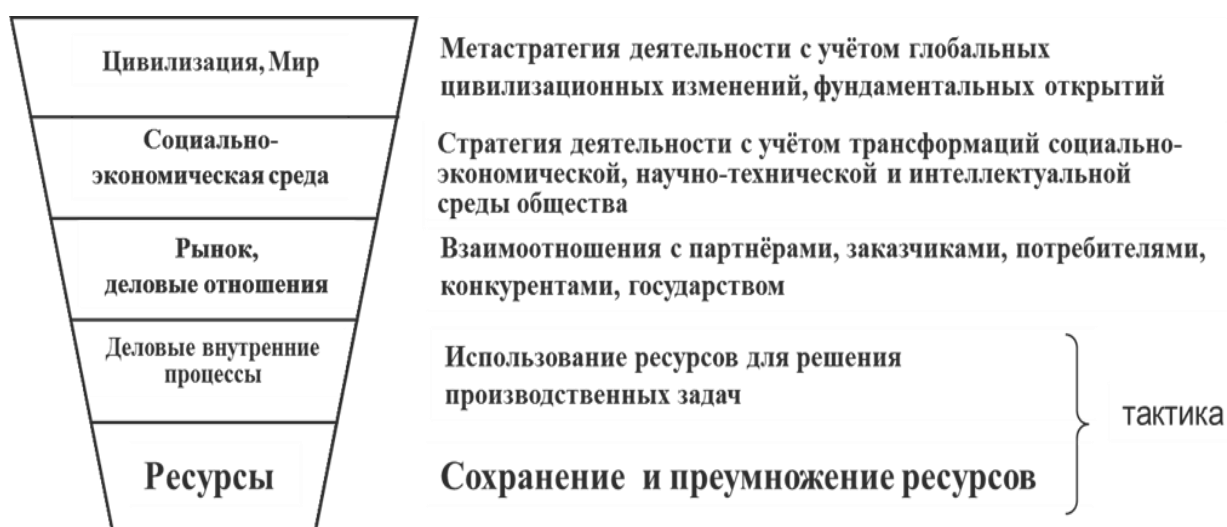 Цивилизация, Мир
Метастратегия деятельности с учётом глобальных
цивилизационных изменений, фундаментальных открытий
Социально-
экономическая среда
Стратегия деятельности с учётом трансформаций социально-
экономической, научно-технической и интеллектуальной
среды общества
Рынок,
деловые отношения
Взаимоотношения с партнёрами, заказчиками, потребителями,
конкурентами, государством
Деловые внутренние
процессы
Использование ресурсов для решения
производственных задач
Ресурсы
Сохранение и преумножение ресурсов
тактика